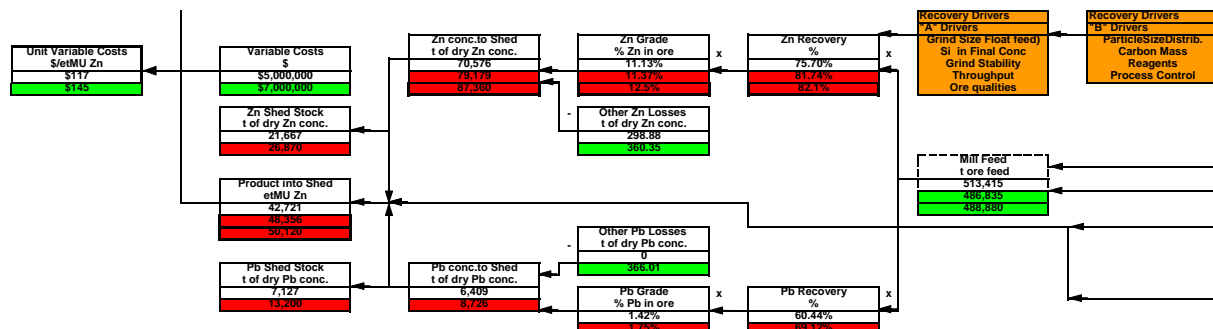 Unit Variable Costs
$/etMU Zn
$117
$145
Variable Costs
$
$5,000,000
$7,000,000
Zn conc.to Shed
t of dry Zn conc.
70,576
79,179
87,360
Zn Grade
% Zn in ore
11.13%
11.37%
12.5%
x
Zn Recovery
%
75.70%
81.74%
82.1%
x
Recovery Drivers
"A" Drivers
Grind Size Float feed)
Si in Final Conc
Grind Stability
Throughput
Ore qualities
Recovery Drivers
"B" Drivers
ParticleSizeDistrib.
Carbon Mass
Reagents
Process Control
Zn Shed Stock
t of dry Zn conc.
21,667
26,870
-
Other Zn Losses
t of dry Zn conc.
298.88
360.35
Mill Feed
t ore feed
513,415
486,835
488,880
Product into Shed
etMU Zn
42,721
48,356
50,120
-
Other Pb Losses
t of dry Pb conc.
0
366.01
Pb Shed Stock
t of dry Pb conc.
7,127
13,200
Pb conc.to Shed
t of dry Pb conc.
6,409
8,726
Pb Grade
% Pb in ore
1.42%
1.75%
x
Pb Recovery
%
60.44%
x